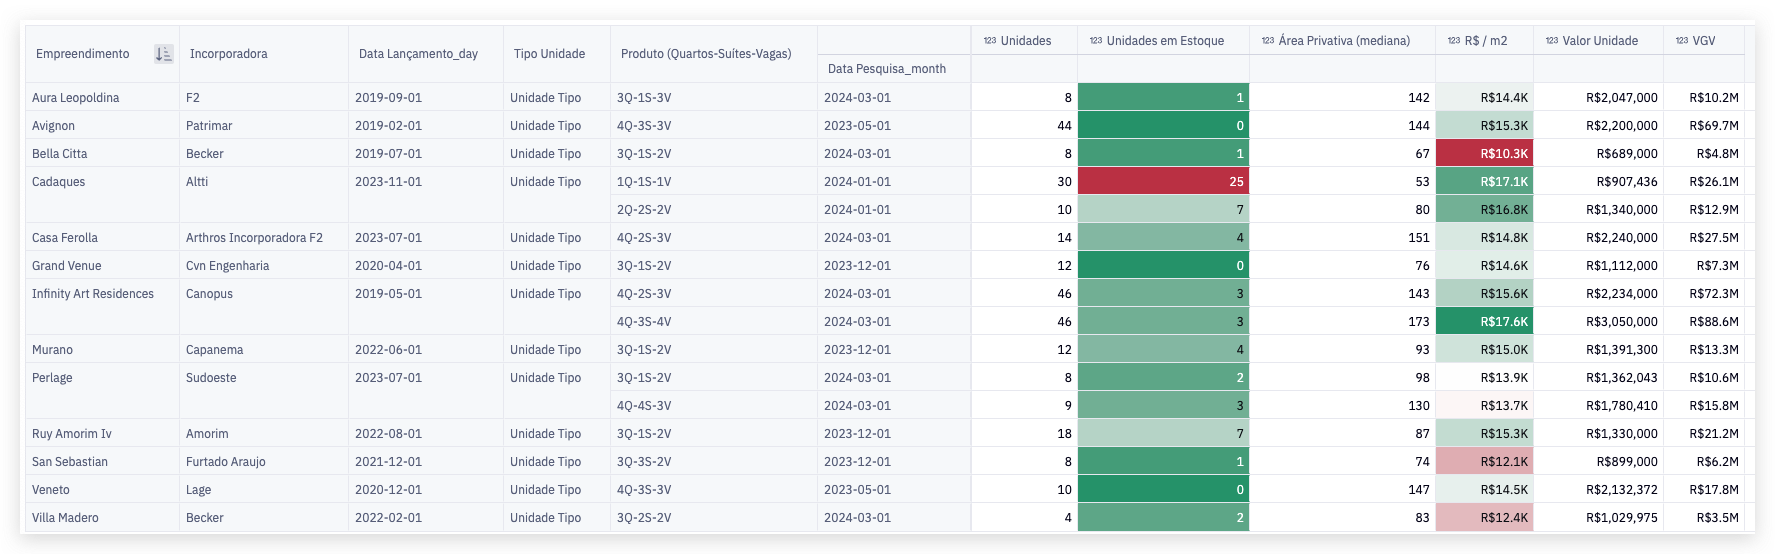 Empreendimento Incorporadora Data Lançamento_day Tipo Unidade Produto (Quartos-Suítes-Vagas) 123 Unidades 123 Unidades em Estoque 123 Área Privativa (mediana) 123 R$ / m2 123 Valor Unidade 123 VGV
Data Pesquisa_month
Aura Leopoldina F2 2019-09-01 Unidade Tipo 3Q-1S-3V 2024-03-01 8 1 142 R$14.4K R$2,047,000 R$10.2M
Avignon Patrimar 2019-02-01 Unidade Tipo 4Q-3S-3V 2023-05-01 44 0 144 R$15.3K R$2,200,000 R$69.7M
Bella Citta Becker 2019-07-01 Unidade Tipo 3Q-1S-2V 2024-03-01 8 1 67 R$10.3K R$689,000 R$4.8M
Cadaques Altti 2023-11-01 Unidade Tipo 1Q-1S-1V 2024-01-01 30 25 53 R$17.1K R$907,436 R$26.1M
2Q-2S-2V 2024-01-01 10 7 80 R$16.8K R$1,340,000 R$12.9M
Casa Ferolla Arthros Incorporadora F2 2023-07-01 Unidade Tipo 4Q-2S-3V 2024-03-01 14 4 151 R$14.8K R$2,240,000 R$27.5M
Grand Venue Cvn Engenharia 2020-04-01 Unidade Tipo 3Q-1S-2V 2023-12-01 12 0 76 R$14.6K R$1,112,000 R$7.3M
Infinity Art Residences Canopus 2019-05-01 Unidade Tipo 4Q-2S-3V 2024-03-01 46 3 143 R$15.6K R$2,234,000 R$72.3M
4Q-3S-4V 2024-03-01 46 3 173 R$17.6K R$3,050,000 R$88.6M
Murano Capanema 2022-06-01 Unidade Tipo 3Q-1S-2V 2023-12-01 12 4 93 R$15.0K R$1,391,300 R$13.3M
Perlage Sudoeste 2023-07-01 Unidade Tipo 3Q-1S-2V 2024-03-01 8 2 98 R$13.9K R$1,362,043 R$10.6M
4Q-4S-3V 2024-03-01 9 3 130 R$13.7K R$1,780,410 R$15.8M
Ruy Amorim Iv Amorim 2022-08-01 Unidade Tipo 3Q-1S-2V 2023-12-01 18 7 87 R$15.3K R$1,330,000 R$21.2M
San Sebastian Furtado Araujo 2021-12-01 Unidade Tipo 3Q-3S-2V 2023-12-01 8 1 74 R$12.1K R$899,000 R$6.2M
Veneto Lage 2020-12-01 Unidade Tipo 4Q-3S-3V 2023-05-01 10 0 147 R$14.5K R$2,132,372 R$17.8M
Villa Madero Becker 2022-02-01 Unidade Tipo 3Q-2S-2V 2024-03-01 4 2 83 R$12.4K R$1,029,975 R$3.5M